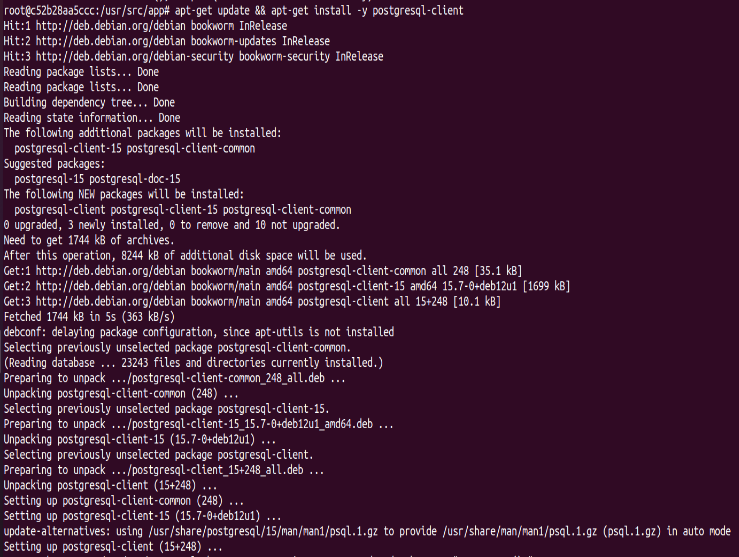 root@c52b28aa5ccc:/usr/src/app# apt-get update && apt-get install -y postgresql-client
Hit:1 http://deb.debian.org/debian bookworm InRelease
Hit:2 http://deb.debian.org/debian bookworm-updates InRelease
Hit:3 http://deb.debian.org/debian-security bookworm-security InRelease
Reading package lists... Done
Reading package lists... Done
Building dependency tree... Done
Reading state information... Done
The following additional packages will be installed:
  postgresql-client-15 postgresql-client-common
Suggested packages:
  postgresql-15 postgresql-doc-15
The following NEW packages will be installed:
  postgresql-client postgresql-client-15 postgresql-client-common
0 upgraded, 3 newly installed, 0 to remove and 10 not upgraded.
Need to get 1744 kB of archives.
After this operation, 8244 kB of additional disk space will be used.
Get:1 http://deb.debian.org/debian bookworm/main amd64 postgresql-client-common all 248 [35.1 kB]
Get:2 http://deb.debian.org/debian bookworm/main amd64 postgresql-client-15 amd64 15.7-0+deb12u1 [1699 kB]
Get:3 http://deb.debian.org/debian bookworm/main amd64 postgresql-client all 15+248 [10.1 kB]
Fetched 1744 kB in 5s (363 kB/s)
debconf: delaying package configuration, since apt-utils is not installed
Selecting previously unselected package postgresql-client-common.
(Reading database ... 23243 files and directories currently installed.)
Preparing to unpack .../postgresql-client-common_248_all.deb ...
Unpacking postgresql-client-common (248) ...
Selecting previously unselected package postgresql-client-15.
Preparing to unpack .../postgresql-client-15_15.7-0+deb12u1_amd64.deb ...
Unpacking postgresql-client-15 (15.7-0+deb12u1) ...
Selecting previously unselected package postgresql-client.
Preparing to unpack .../postgresql-client_15+248_all.deb ...
Unpacking postgresql-client (15+248) ...
Setting up postgresql-client-common (248) ...
Setting up postgresql-client-15 (15.7-0+deb12u1) ...
update-alternatives: using /usr/share/postgresql/15/man/man1/psql.1.gz to provide /usr/share/man/man1/psql.1.gz (psql.1.gz) in auto mode
Setting up postgresql-client (15+248) ...